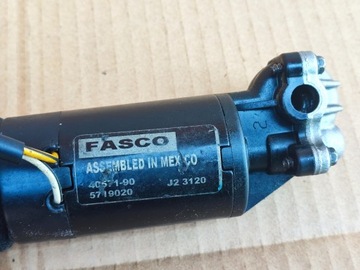 FASCO
ASSEMBLED IN MEXICO
40571-90 J2 3120
5719020